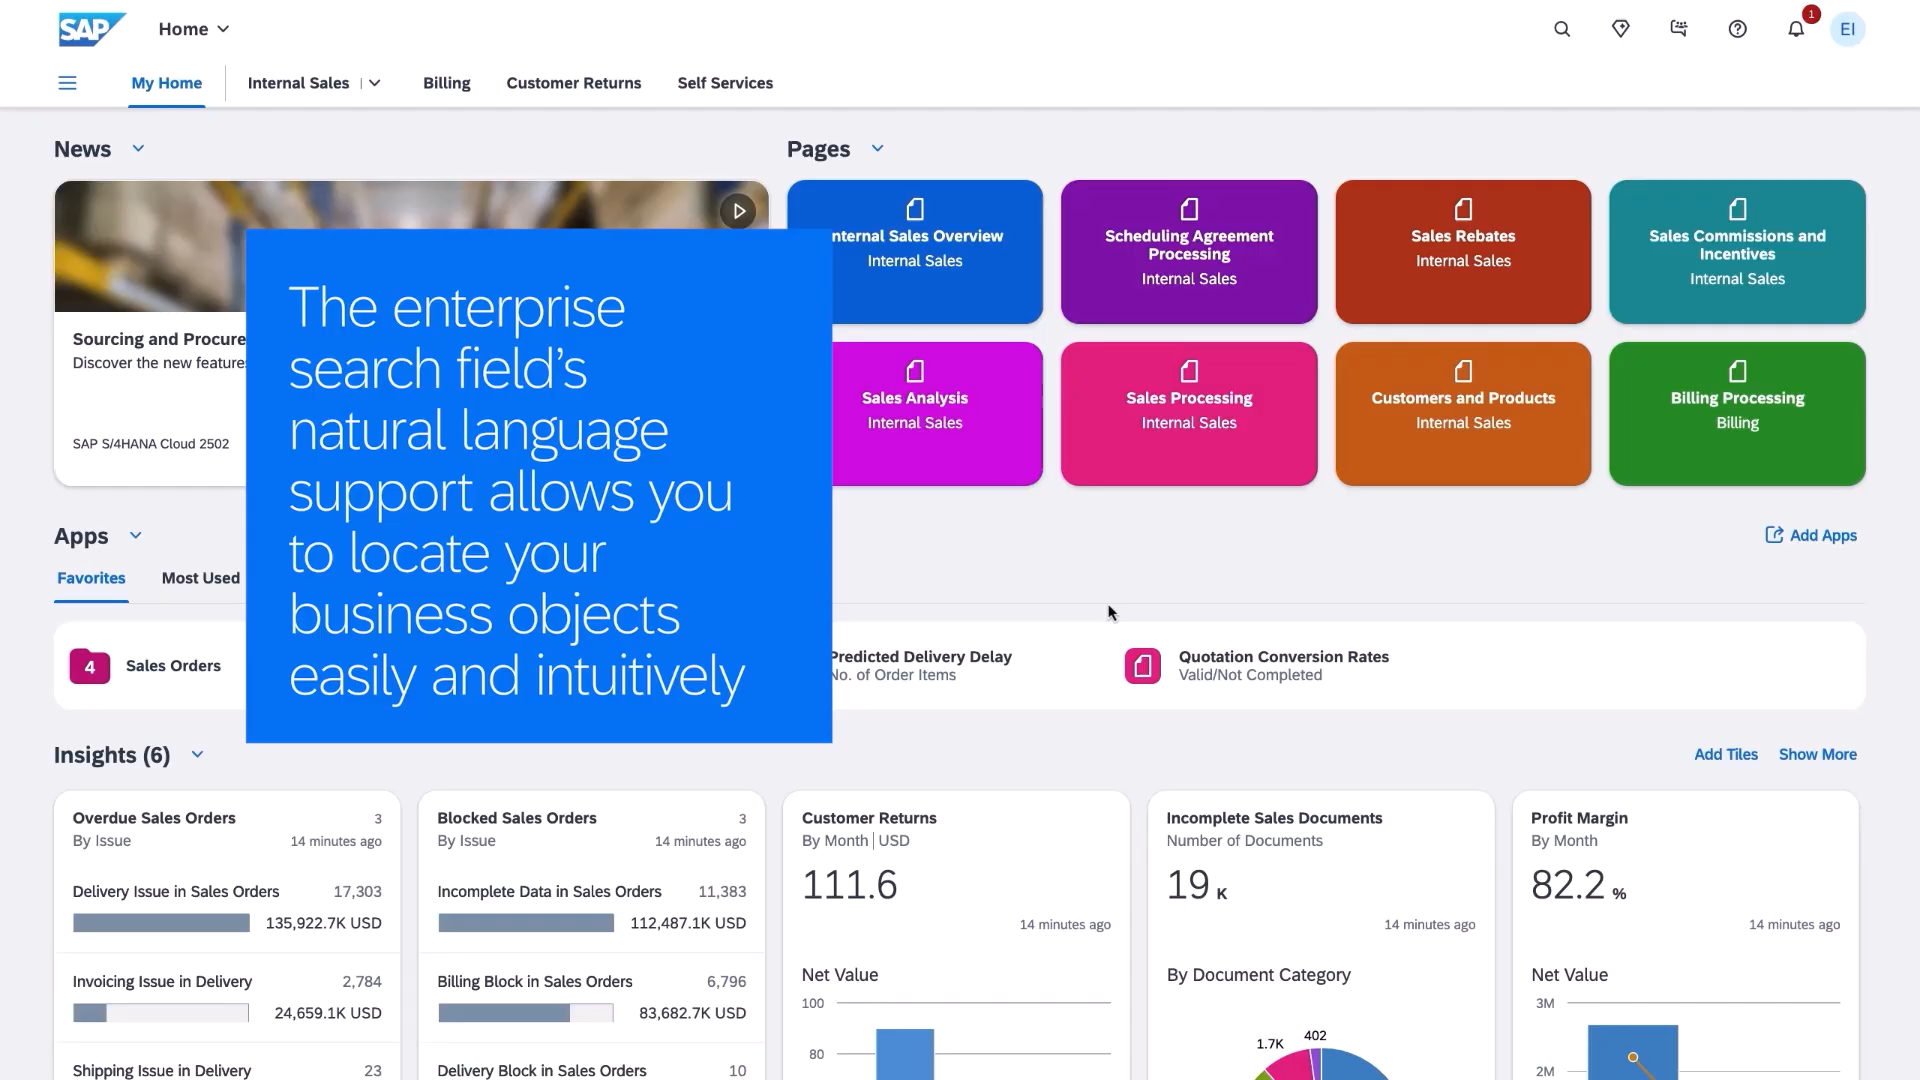 SAP
Home
1
EI
My Home
Internal Sales
Billing
Customer Returns
Self Services
News
Pages
Sourcing and Procure
Discover the new feature
SAP S/4HANA Cloud 2502
The enterprise
search field’s
natural language
support allows you
to locate your
business objects
easily and intuitively
nternal Sales Overview
Internal Sales
Scheduling Agreement
Processing
Internal Sales
Sales Rebates
Internal Sales
Sales Commissions and
Incentives
Internal Sales
Sales Analysis
Internal Sales
Sales Processing
Internal Sales
Customers and Products
Internal Sales
Billing Processing
Billing
Apps
Add Apps
Favorites
Most Used
4
Sales Orders
Predicted Delivery Delay
No. of Order Items
Quotation Conversion Rates
Valid/Not Completed
Insights (6)
Add Tiles
Show More
Overdue Sales Orders 3
By Issue 14 minutes ago
Delivery Issue in Sales Orders 17,303
135,922.7K USD
Invoicing Issue in Delivery 2,784
24,659.1K USD
Shipping Issue in Delivery 23
Blocked Sales Orders 3
By Issue 14 minutes ago
Incomplete Data in Sales Orders 11,383
112,487.1K USD
Billing Block in Sales Orders 6,796
83,682.7K USD
Delivery Block in Sales Orders 10
Customer Returns
By Month | USD
111.6
14 minutes ago
Net Value
100
80
Incomplete Sales Documents
Number of Documents
19 K
14 minutes ago
By Document Category
1.7K
402
Profit Margin
By Month
82.2 %
14 minutes ago
Net Value
3M
2M